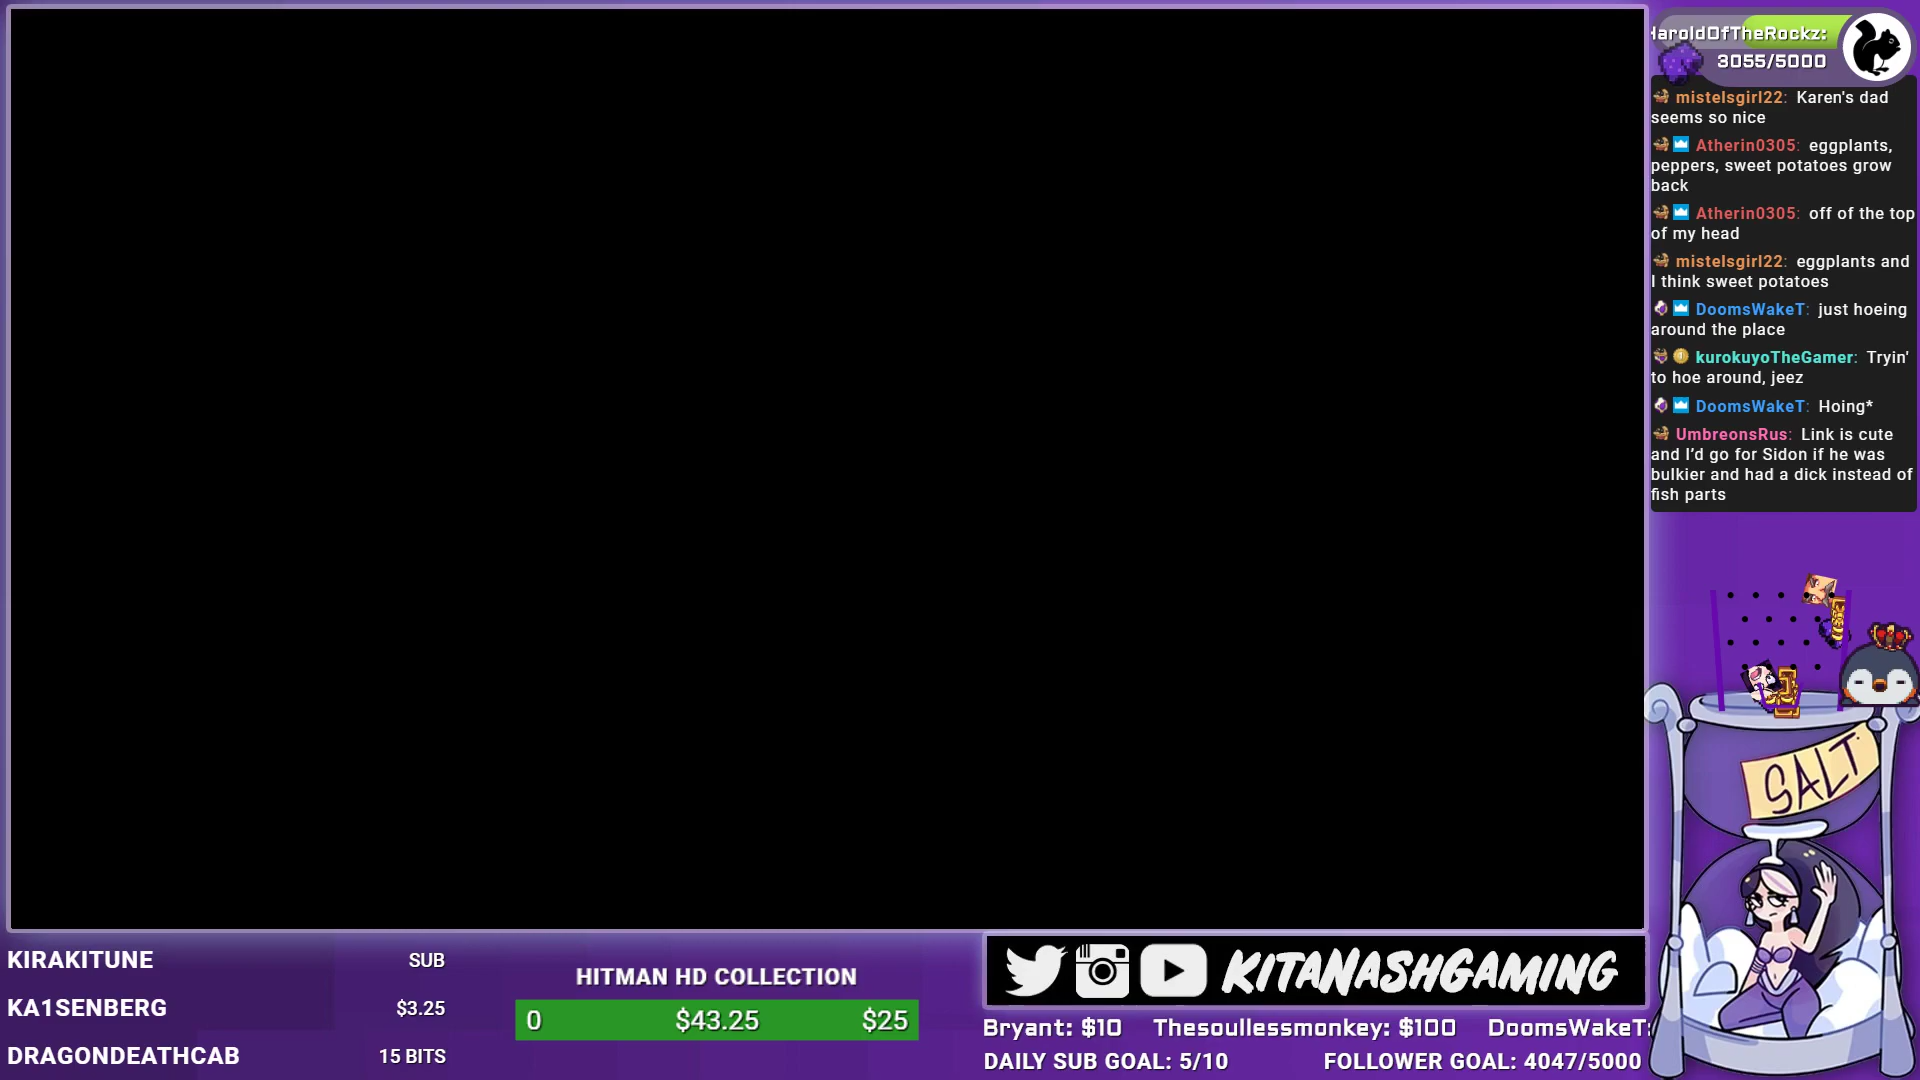 HaroldOfTheRockz:
3055/5000
mistelsgirl22: Karen's dad
seems so nice
Atherin0305: eggplants,
peppers, sweet potatoes grow
back
Atherin0305: off of the top
of my head
mistelsgirl22: eggplants and
I think sweet potatoes
DoomsWakeT: just hoeing
around the place
kurokuyoTheGamer: Tryin'
to hoe around, jeez
DoomsWakeT: Hoing*
UmbreonsRus: Link is cute
and I’d go for Sidon if he was
bulkier and had a dick instead of
fish parts
SALT
KIRAKITUNE SUB
KA1SENBERG $3.25
DRAGONDEATHCAB 15 BITS
HITMAN HD COLLECTION
0 $43.25 $25
KITANASHGAMING
Bryant: $10 Thesoullessmonkey: $100 DoomsWakeT:
DAILY SUB GOAL: 5/10 FOLLOWER GOAL: 4047/5000